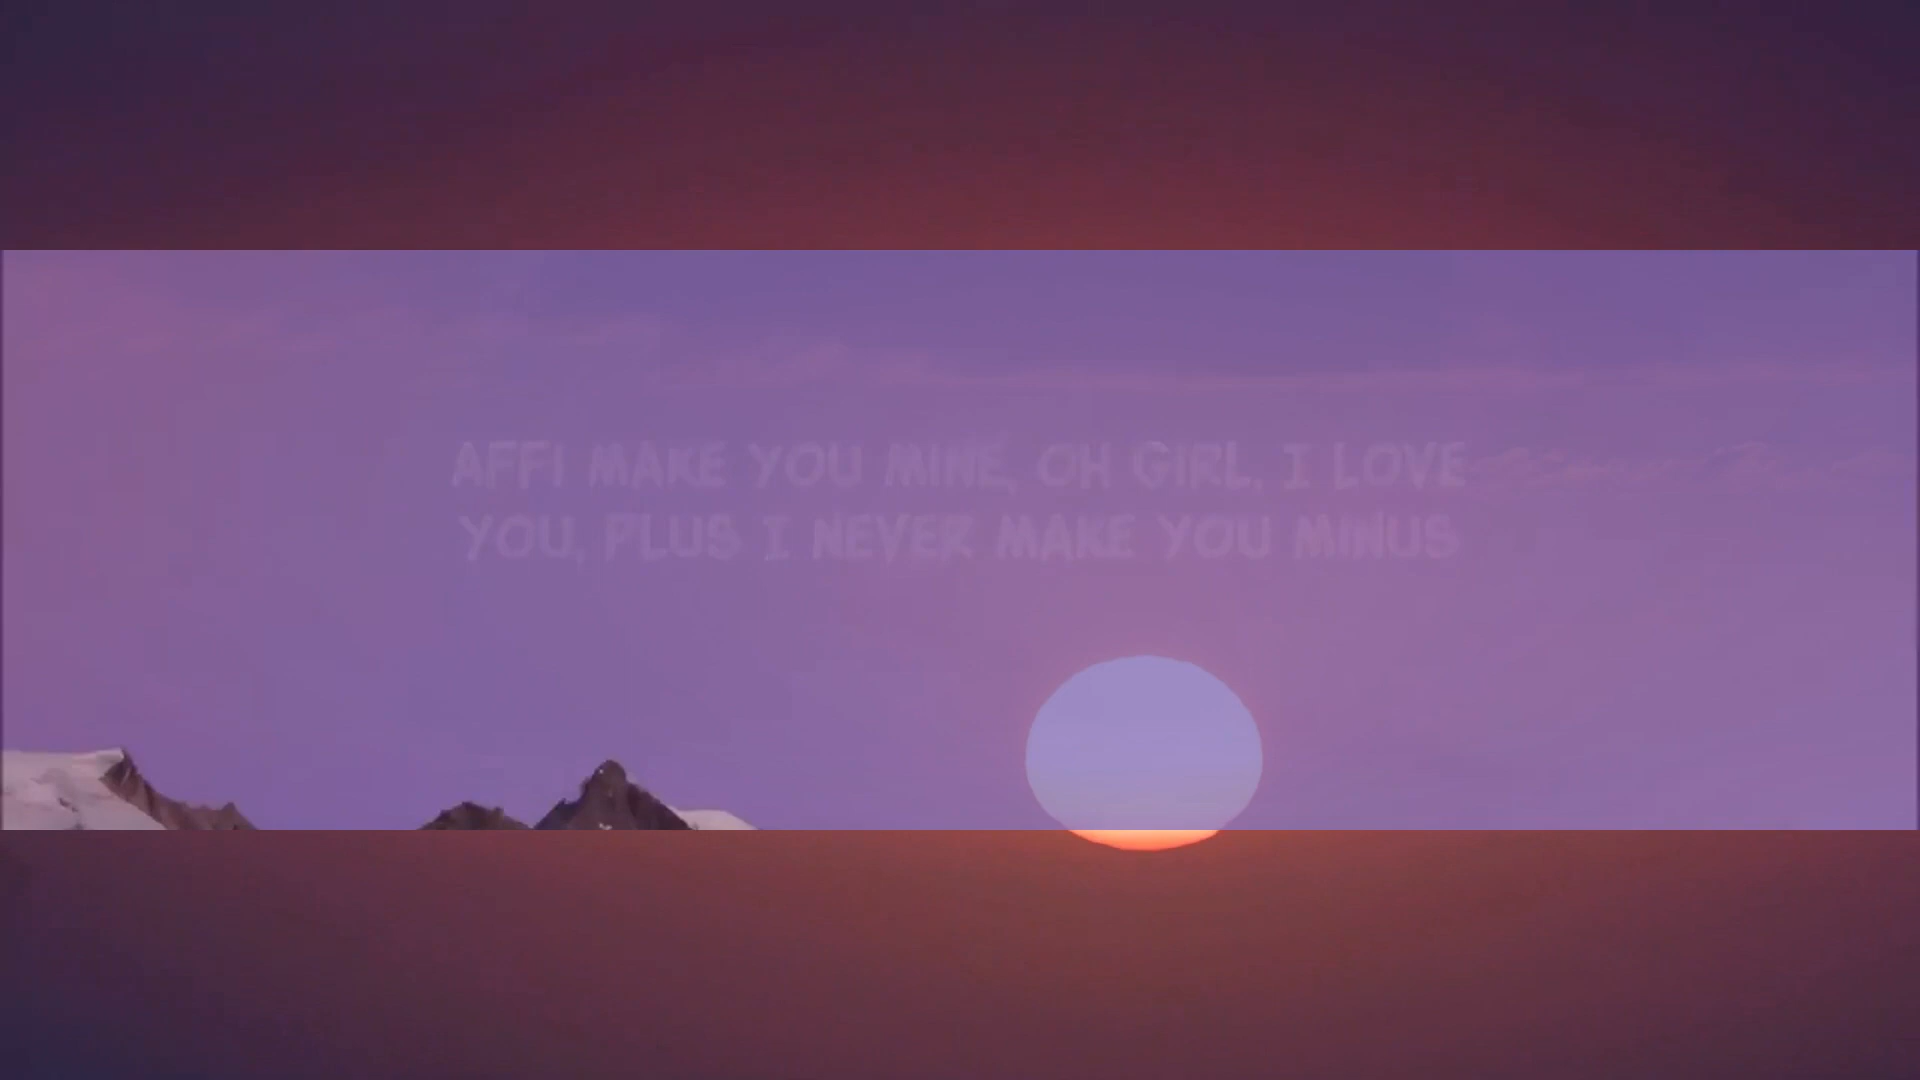 AFFI MAKE YOU MINE, OH GIRL, I LOVE
YOU, PLUS I NEVER MAKE YOU MINUS